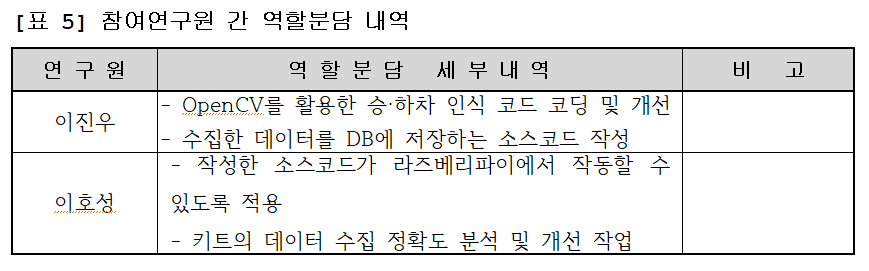 [표 5] 참여연구원 간 역할분담 내역
연 구 원 역 할 분 담 세 부 내 역 비 고
이진우
- OpenCV를 활용한 승·하차 인식 코드 코딩 및 개선
- 수집한 데이터를 DB에 저장하는 소스코드 작성
이호성
- 작성한 소스코드가 라즈베리파이에서 작동할 수
있도록 적용
- 키트의 데이터 수집 정확도 분석 및 개선 작업